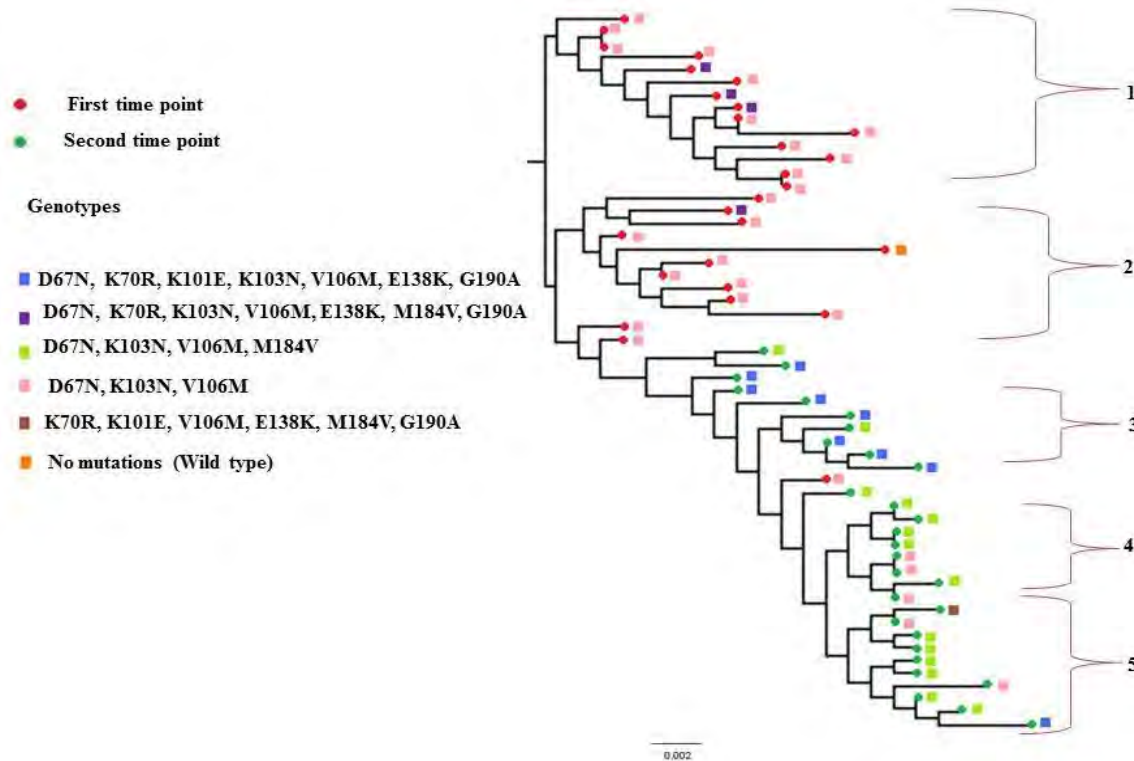 First time point
Second time point
Genotypes
D67N, K70R, K101E, K103N, V106M, E138K, G190A
D67N, K70R, K103N, V106M, E138K, M184V, G190A
D67N, K103N, V106M, M184V
D67N, K103N, V106M
K70R, K101E, V106M, E138K, M184V, G190A
No mutations (Wild type)
1
2
3
4
5
0.002